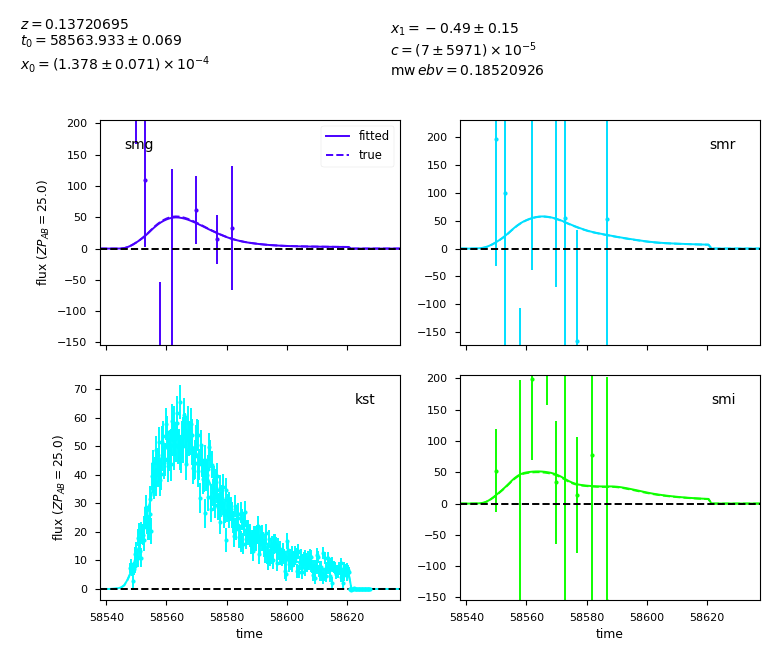 z = 0.13720695
t₀ = 58563.933 ± 0.069
x₀ = (1.378 ± 0.071) × 10⁻⁴
x₁ = −0.49 ± 0.15
c = (7 ± 5971) × 10⁻⁵
mw ebv = 0.18520926
smg
fitted
true
200
150
100
50
0
−50
−100
−150
flux (ZP_AB = 25.0)
smr
200
150
100
50
0
−50
−100
−150
kst
70
60
50
40
30
20
10
0
flux (ZP_AB = 25.0)
58540 58560 58580 58600 58620
time
smi
200
150
100
50
0
−50
−100
−150
58540 58560 58580 58600 58620
time